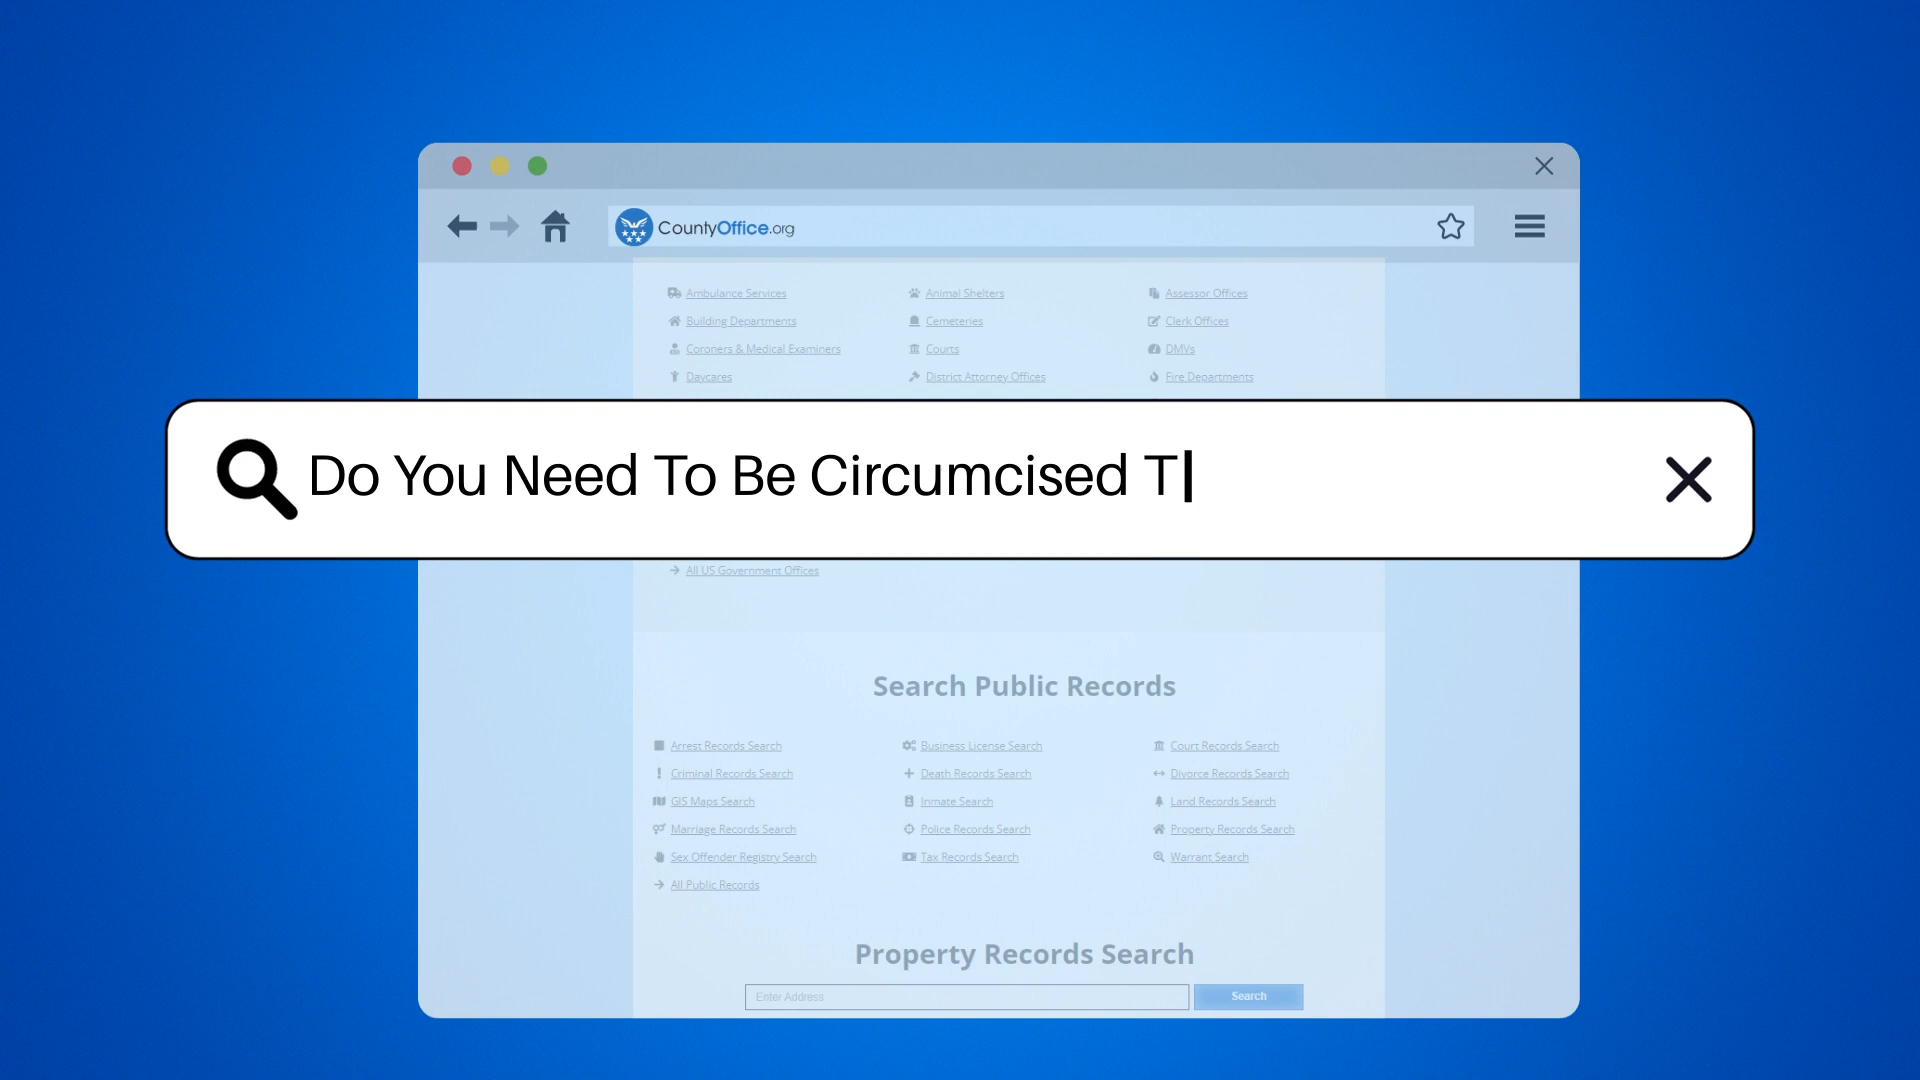 CountyOffice.org
Ambulance Services Animal Shelters Assessor Offices
Building Departments Cemeteries Clerk Offices
Coroners & Medical Examiners Courts DMVs
Daycares District Attorney Offices Fire Departments
Do You Need To Be Circumcised T
All US Government Offices
Search Public Records
Arrest Records Search Business License Search Court Records Search
Criminal Records Search Death Records Search Divorce Records Search
GIS Maps Search Inmate Search Land Records Search
Marriage Records Search Police Records Search Property Records Search
Sex Offender Registry Search Tax Records Search Warrant Search
All Public Records
Property Records Search
Enter Address Search